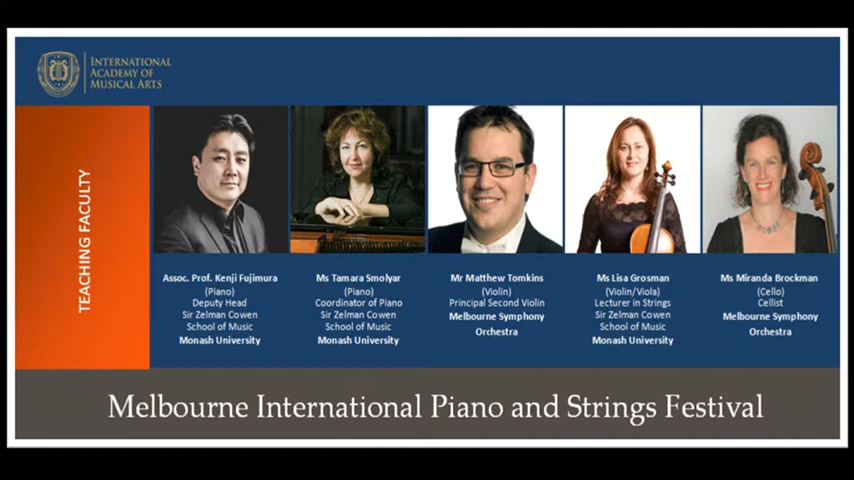 INTERNATIONAL
ACADEMY OF
MUSICAL ARTS
TEACHING FACULTY
Assoc. Prof. Kenji Fujimura
(Piano)
Deputy Head
Sir Zelman Cowen
School of Music
Monash University
Ms Tamara Smolyar
(Piano)
Coordinator of Piano
Sir Zelman Cowen
School of Music
Monash University
Mr Matthew Tomkins
(Violin)
Principal Second Violin
Melbourne Symphony
Orchestra
Ms Lisa Grosman
(Violin/Viola)
Lecturer in Strings
Sir Zelman Cowen
School of Music
Monash University
Ms Miranda Brockman
(Cello)
Cellist
Melbourne Symphony
Orchestra
Melbourne International Piano and Strings Festival